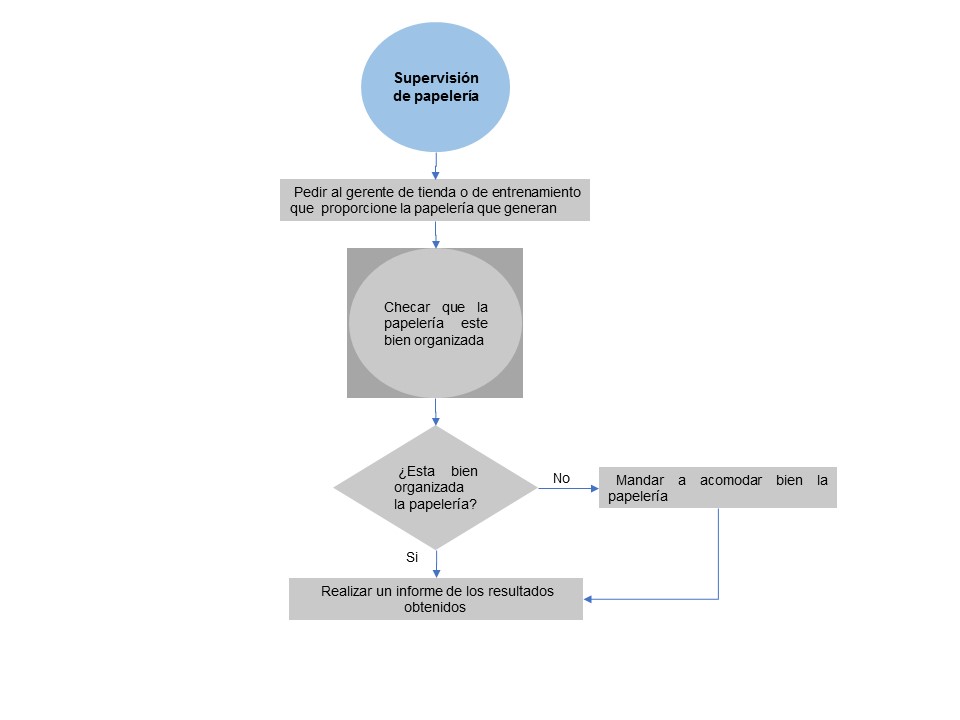 Supervisión
de papelería
Pedir al gerente de tienda o de entrenamiento
que proporcione la papelería que generan
Checar que la
papelería este
bien organizada
¿Esta bien
organizada
la papelería?
No
Mandar a acomodar bien la
papelería
Si
Realizar un informe de los resultados
obtenidos